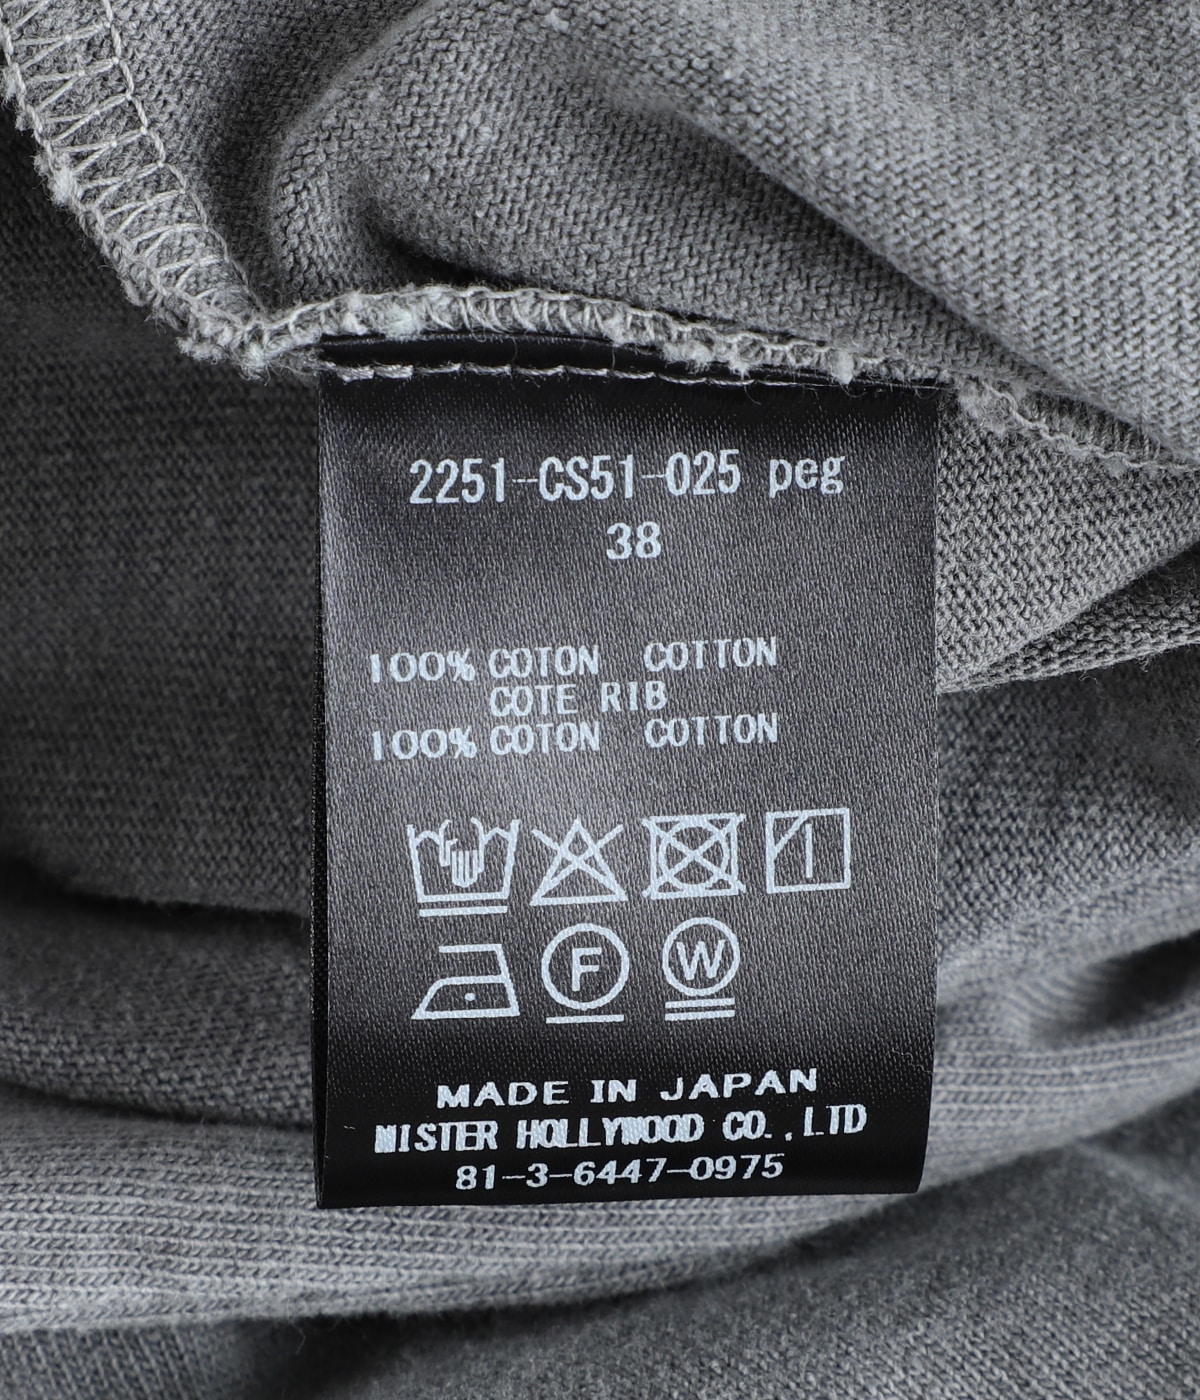 2251-CS51-025 peg
38
100% COTON COTTON
COTE RIB
100% COTON COTTON
F W
MADE IN JAPAN
MISTER HOLLYWOOD CO.,LTD
81-3-6447-0975